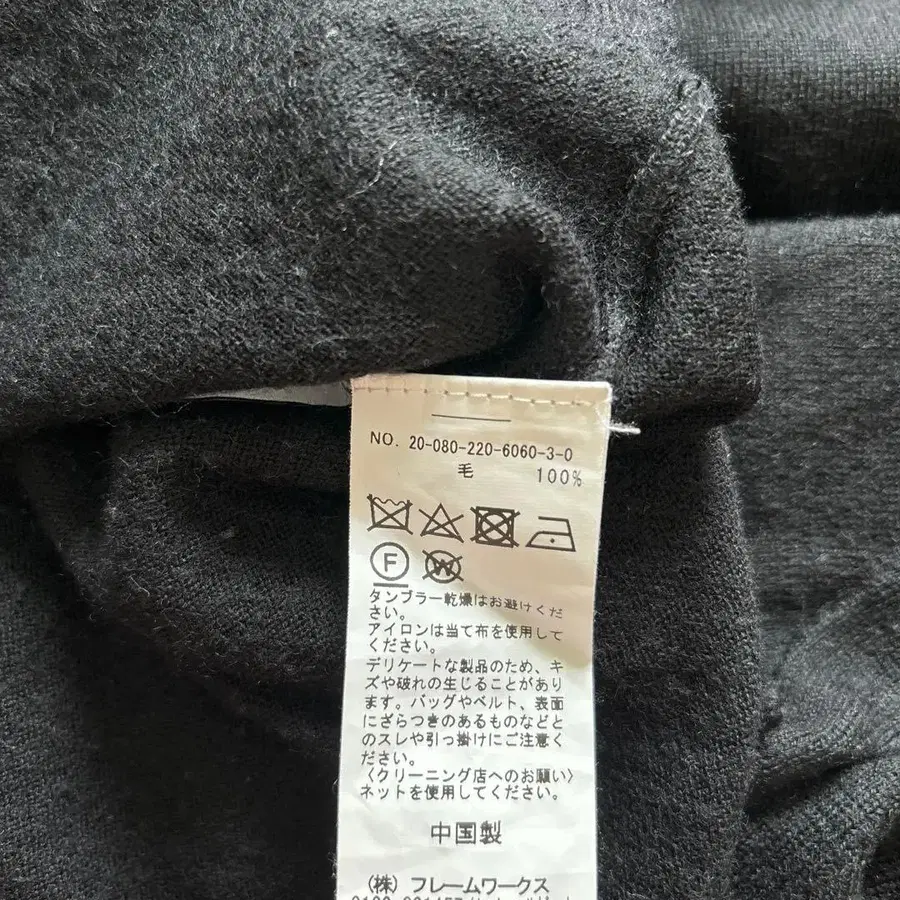 NO. 20-080-220-6060-3-0
毛 100%
F W
タンブラー乾燥はお避けくだ
さい。
アイロンは当て布を使用して
ください。
デリケートな製品のため、キ
ズや破れの生じることがあり
ます。バッグやベルト、表面
にざらつきのあるものなどと
のスレや引っ掛けにご注意く
ださい。
〈クリーニング店へのお願い〉
ネットを使用してください。
中国製
(株) フレームワークス